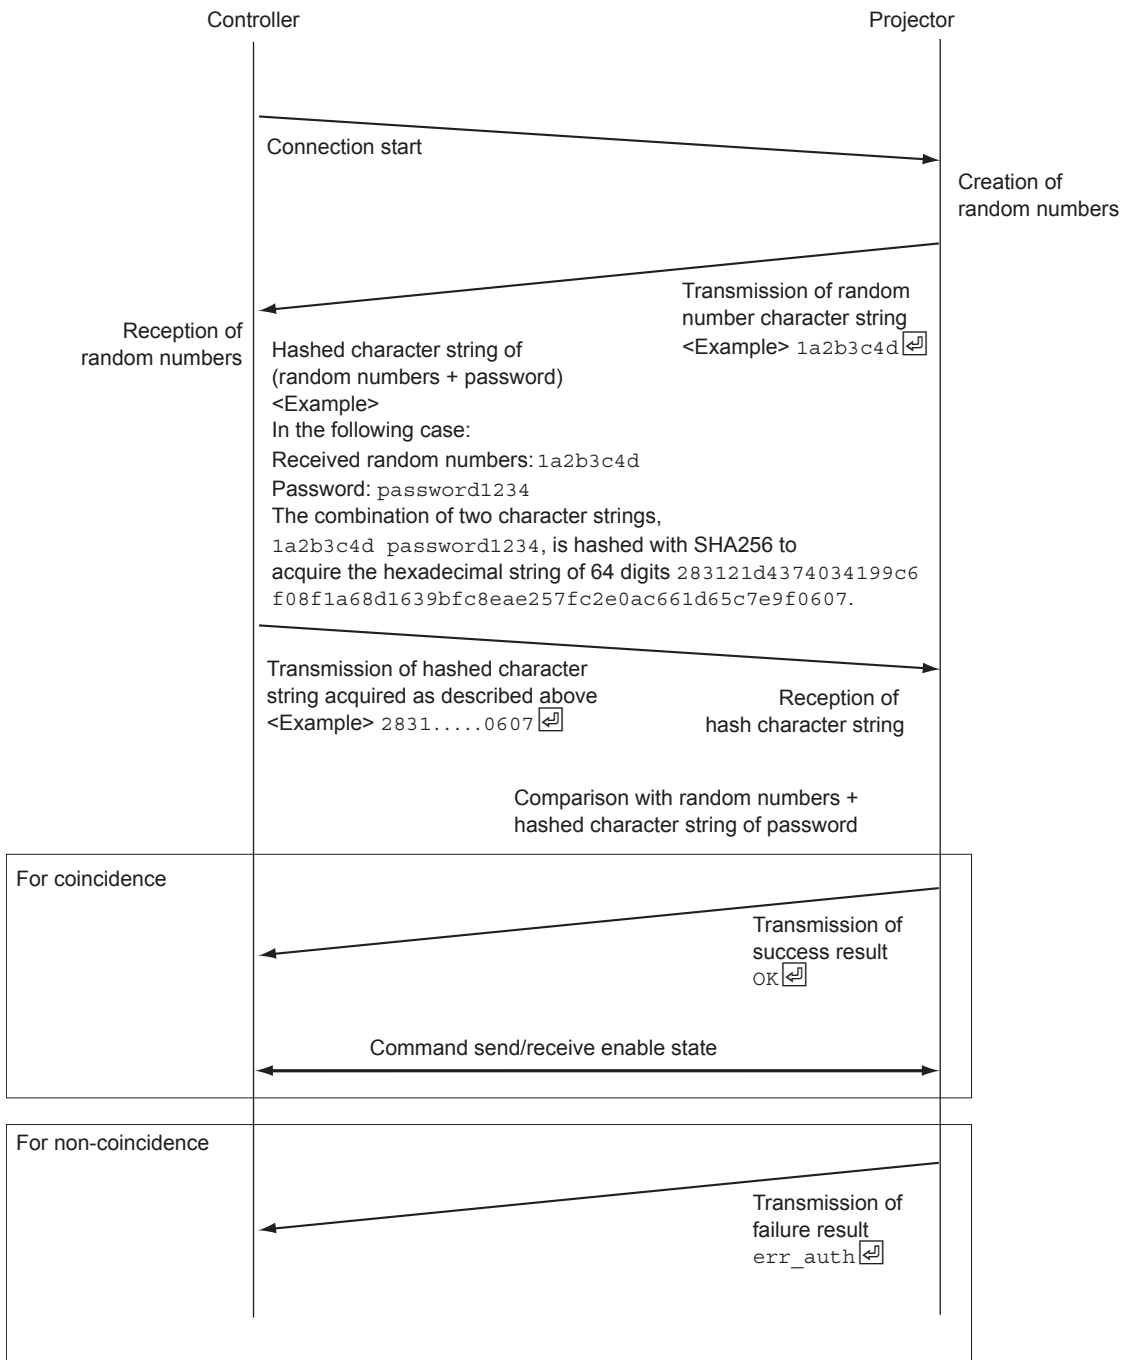 Controller
Projector
Connection start
Creation of
random numbers
Transmission of random
number character string
<Example> 1a2b3c4d↵
Reception of
random numbers
Hashed character string of
(random numbers + password)
<Example>
In the following case:
Received random numbers: 1a2b3c4d
Password: password1234
The combination of two character strings,
1a2b3c4d password1234, is hashed with SHA256 to
acquire the hexadecimal string of 64 digits 283121d4374034199c6
f08f1a68d1639bfc8eae257fc2e0ac661d65c7e9f0607.
Transmission of hashed character
string acquired as described above
<Example> 2831.....0607↵
Reception of
hash character string
Comparison with random numbers +
hashed character string of password
For coincidence
Transmission of
success result
OK↵
Command send/receive enable state
For non-coincidence
Transmission of
failure result
err_auth↵